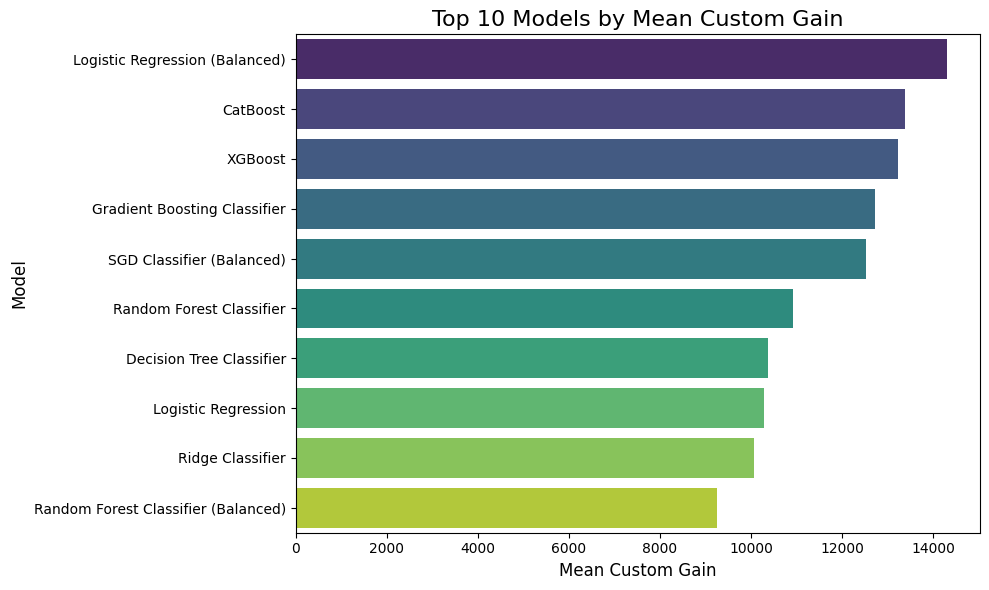 Top 10 Models by Mean Custom Gain
Model
Logistic Regression (Balanced)
CatBoost
XGBoost
Gradient Boosting Classifier
SGD Classifier (Balanced)
Random Forest Classifier
Decision Tree Classifier
Logistic Regression
Ridge Classifier
Random Forest Classifier (Balanced)
0 2000 4000 6000 8000 10000 12000 14000
Mean Custom Gain